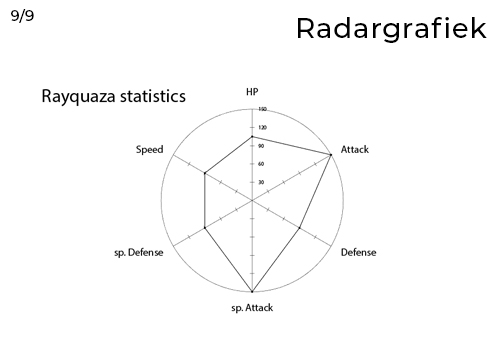 9/9
Radargrafiek
Rayquaza statistics
HP
150
120
90
60
30
Speed
Attack
sp. Defense
Defense
sp. Attack